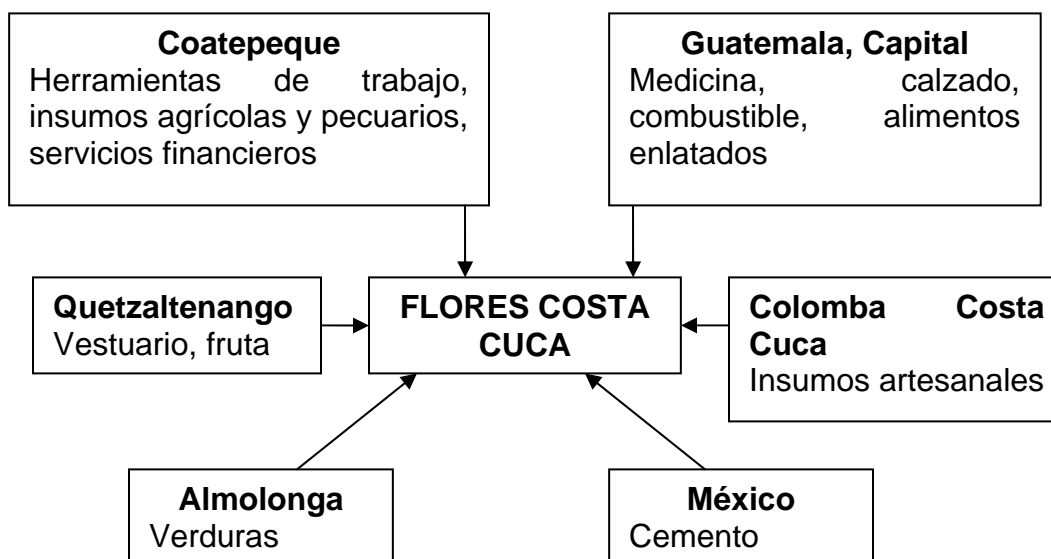 Coatepeque
Herramientas de trabajo,
insumos agrícolas y pecuarios,
servicios financieros
Guatemala, Capital
Medicina, calzado,
combustible, alimentos
enlatados
Quetzaltenango
Vestuario, fruta
FLORES COSTA
CUCA
Colomba Costa
Cuca
Insumos artesanales
Almolonga
Verduras
México
Cemento